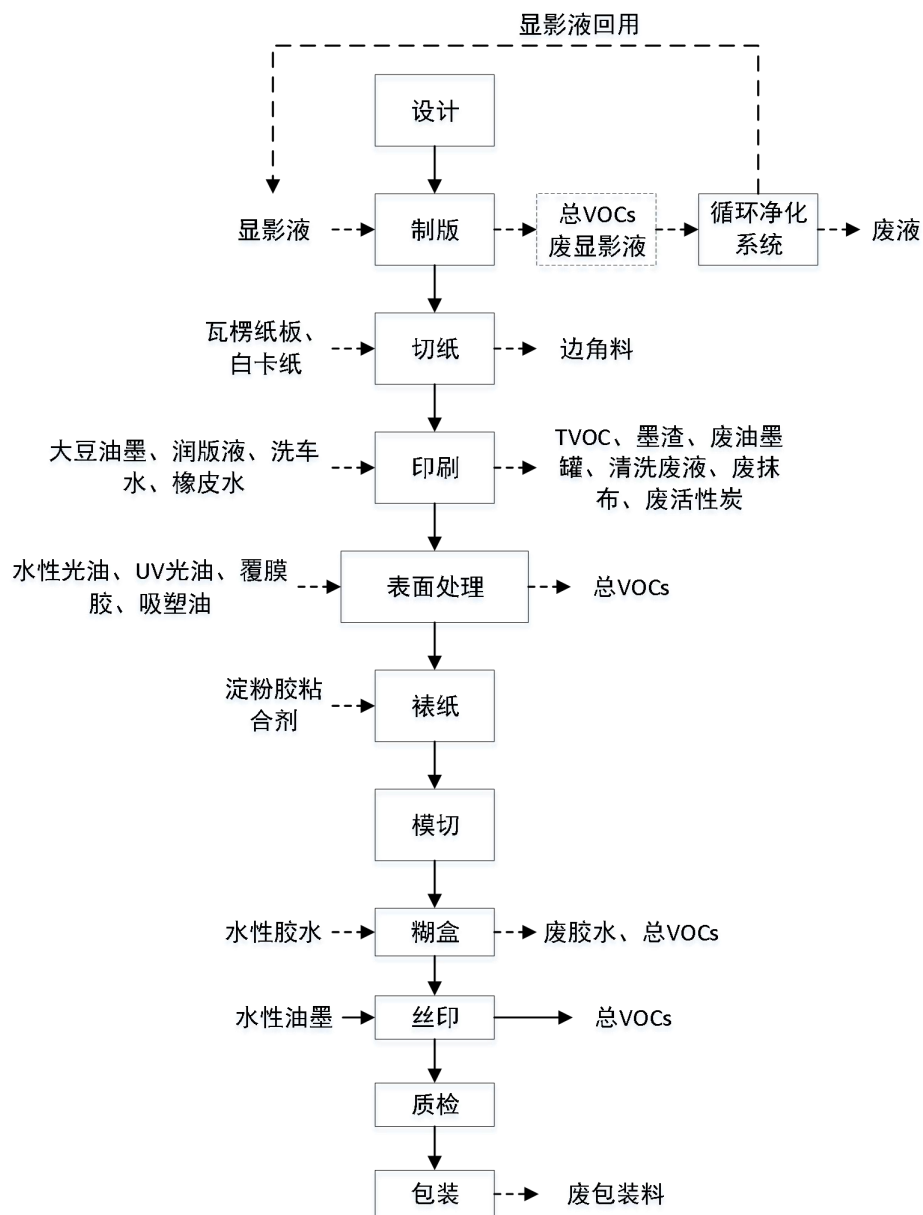 显影液回用
设计
显影液
制版
总VOCs
废显影液
循环净化
系统
废液
瓦楞纸板、
白卡纸
切纸
边角料
大豆油墨、润版液、洗车
水、橡皮水
印刷
TVOC、墨渣、废油墨
罐、清洗废液、废抹
布、废活性炭
水性光油、UV光油、覆膜
胶、吸塑油
表面处理
总VOCs
淀粉胶粘
合剂
裱纸
模切
水性胶水
糊盒
废胶水、总VOCs
水性油墨
丝印
总VOCs
质检
包装
废包装料